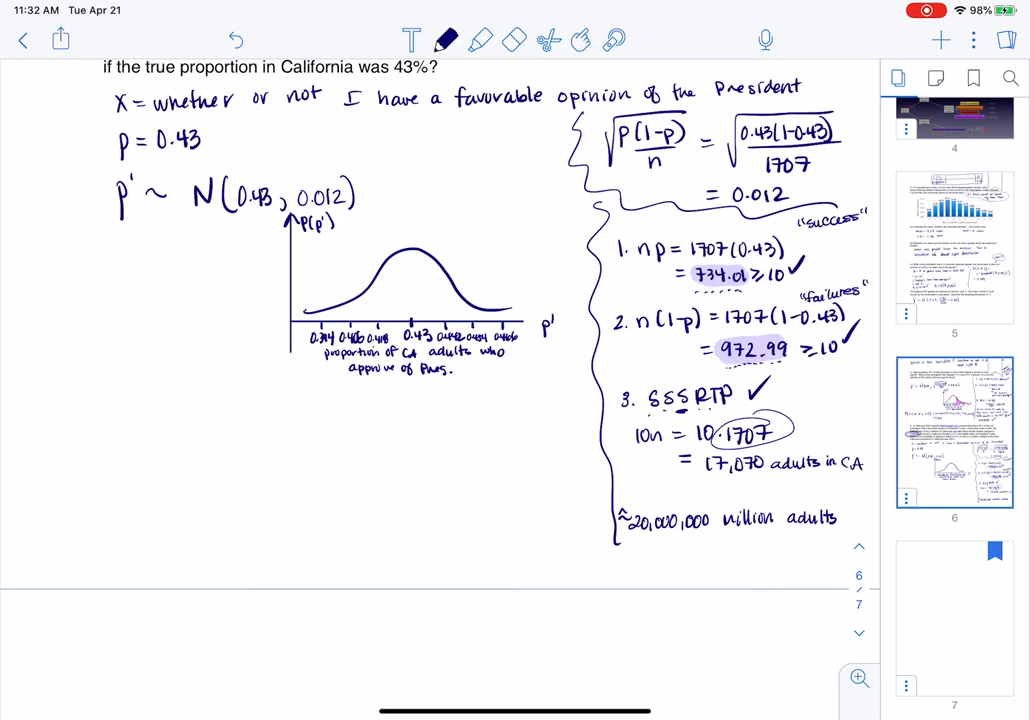 11:32 AM Tue Apr 21
98%
if the true proportion in California was 43%?
X = whether or not I have a favorable opinion of the President
p = 0.43
p' ~ N(0.43, 0.012)
P(p')
0.394 0.406 0.418 0.43 0.442 0.454 0.466
p'
proportion of CA adults who
approve of Pres.
√(p(1-p)/n) = √(0.43(1-0.43)/1707)
= 0.012
"success"
1. np = 1707(0.43)
= 734.01 ≥ 10 ✓
"failures"
2. n(1-p) = 1707(1-0.43)
= 972.99 ≥ 10 ✓
3. SSSRTP ✓
10n = 10·1707
= 17,070 adults in CA
≈ 20,000,000 million adults
6
7
4
5
6
7